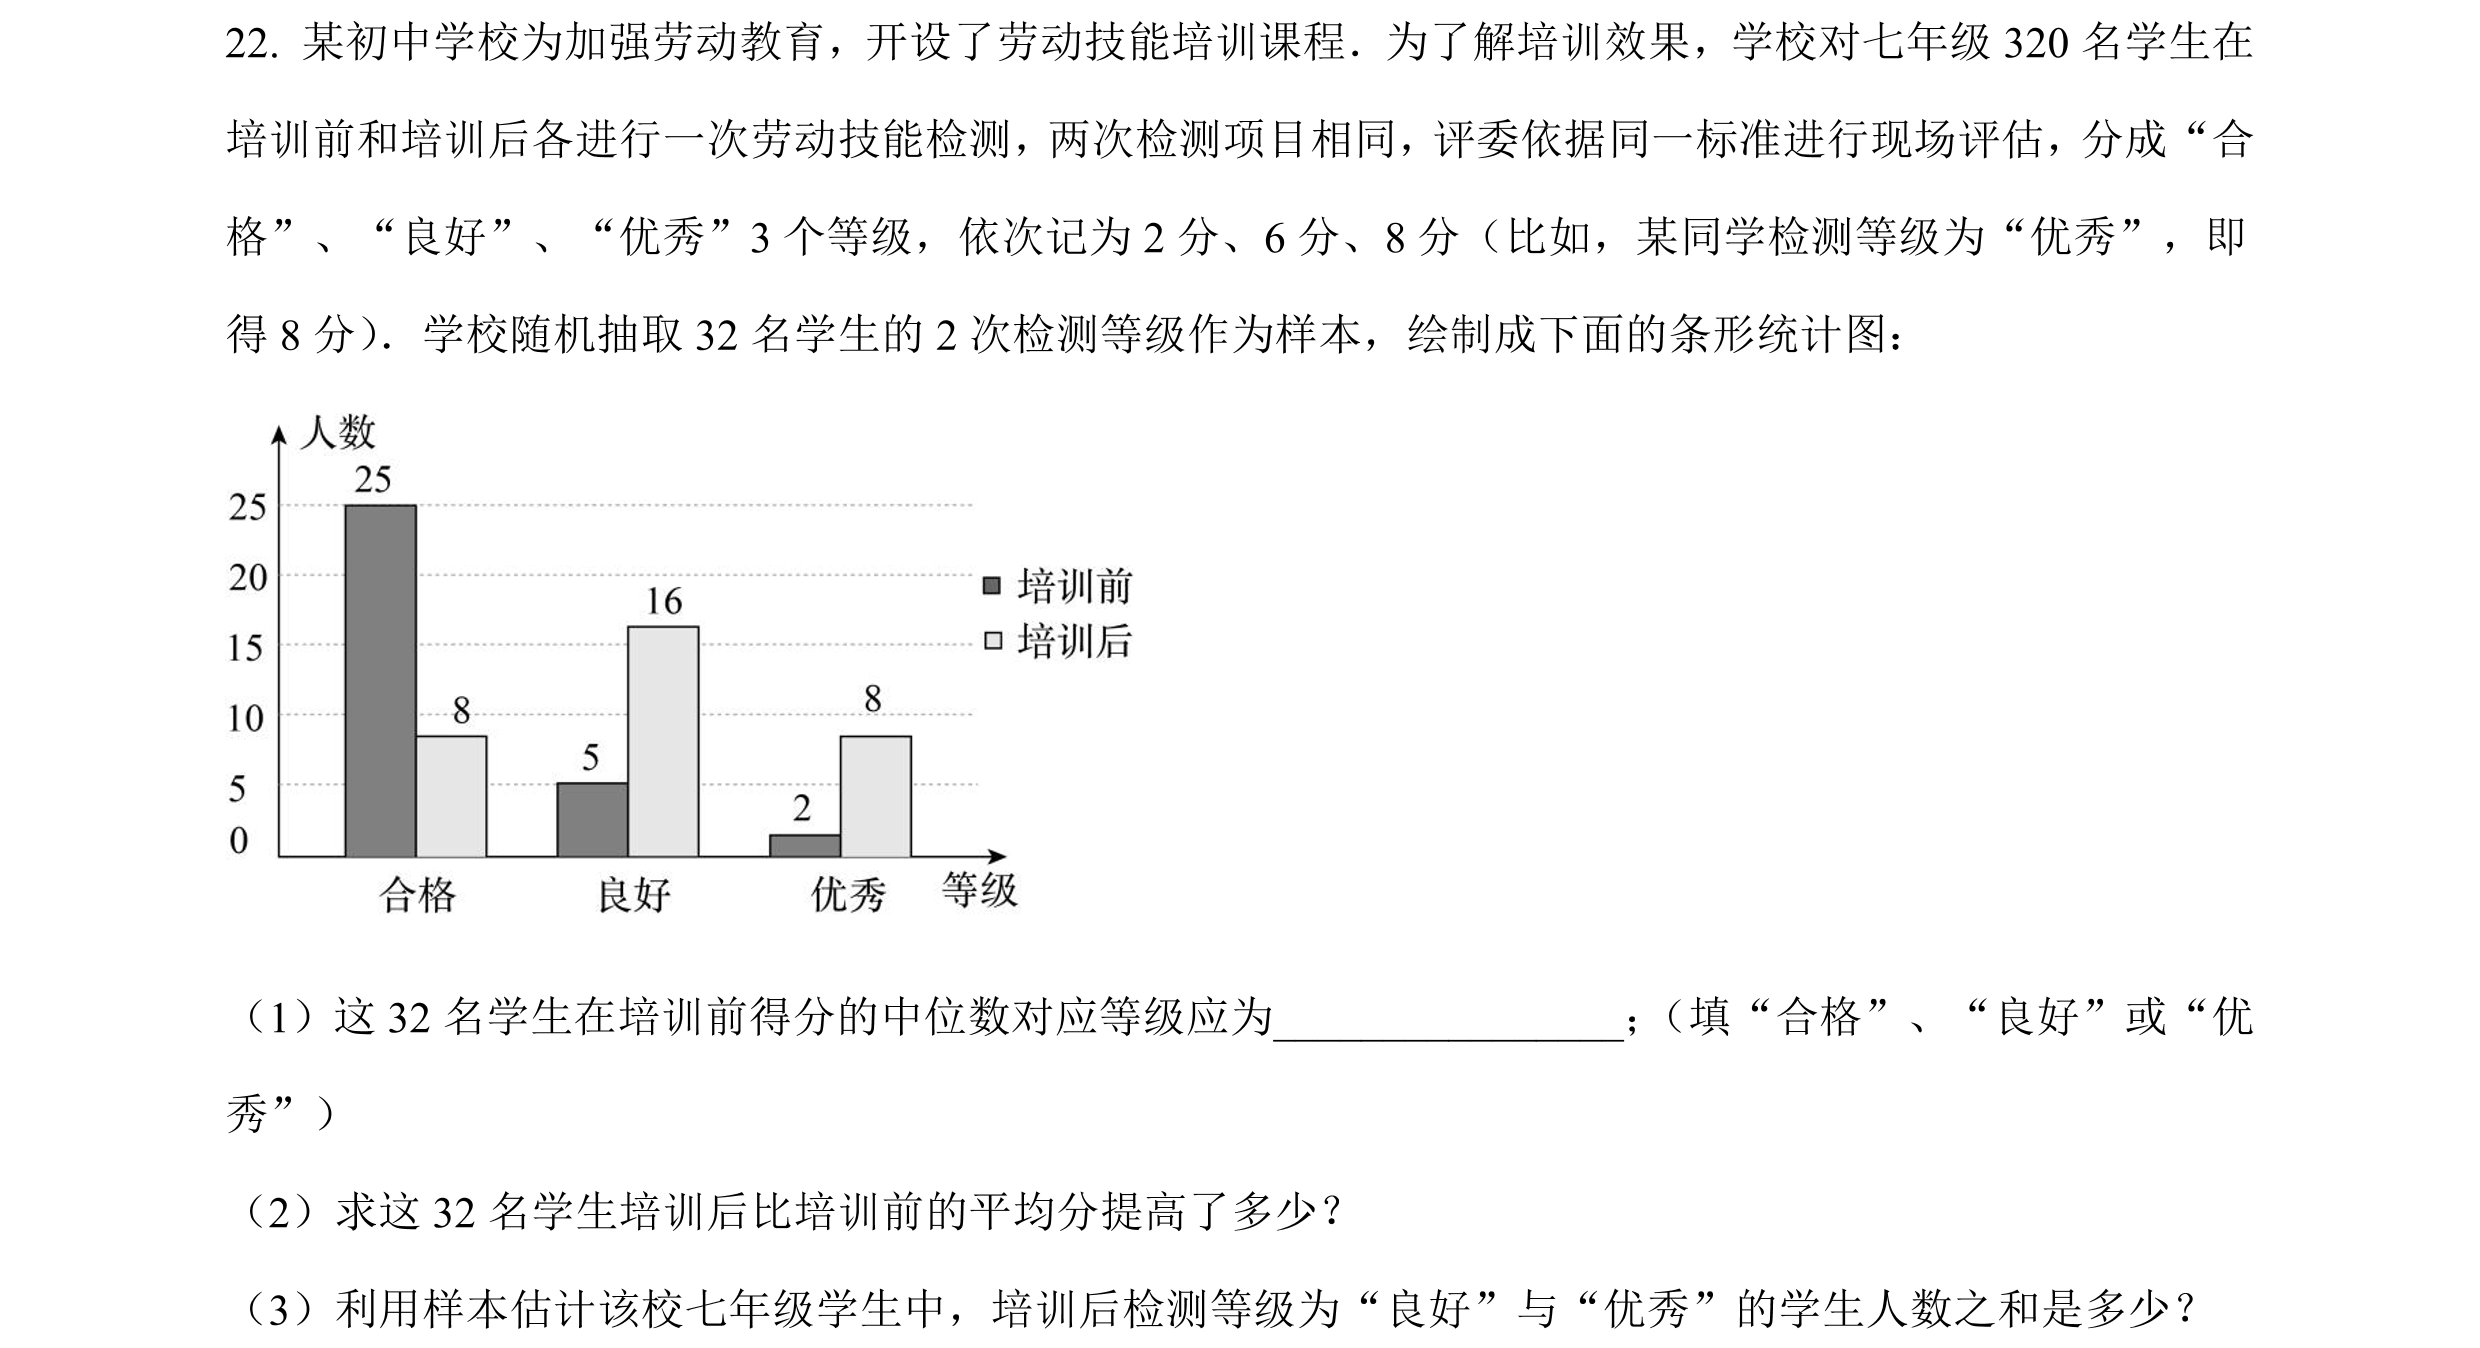 22. 某初中学校为加强劳动教育，开设了劳动技能培训课程．为了解培训效果，学校对七年级 320 名学生在
培训前和培训后各进行一次劳动技能检测，两次检测项目相同，评委依据同一标准进行现场评估，分成“合
格”、“良好”、“优秀”3 个等级，依次记为 2 分、6 分、8 分（比如，某同学检测等级为“优秀”，即
得 8 分）．学校随机抽取 32 名学生的 2 次检测等级作为样本，绘制成下面的条形统计图：
人数
25
25
20
16
15
10
8
8
5
5
2
0
培训前
培训后
合格 良好 优秀 等级
（1）这 32 名学生在培训前得分的中位数对应等级应为________________；（填“合格”、“良好”或“优
秀”）
（2）求这 32 名学生培训后比培训前的平均分提高了多少？
（3）利用样本估计该校七年级学生中，培训后检测等级为“良好”与“优秀”的学生人数之和是多少？